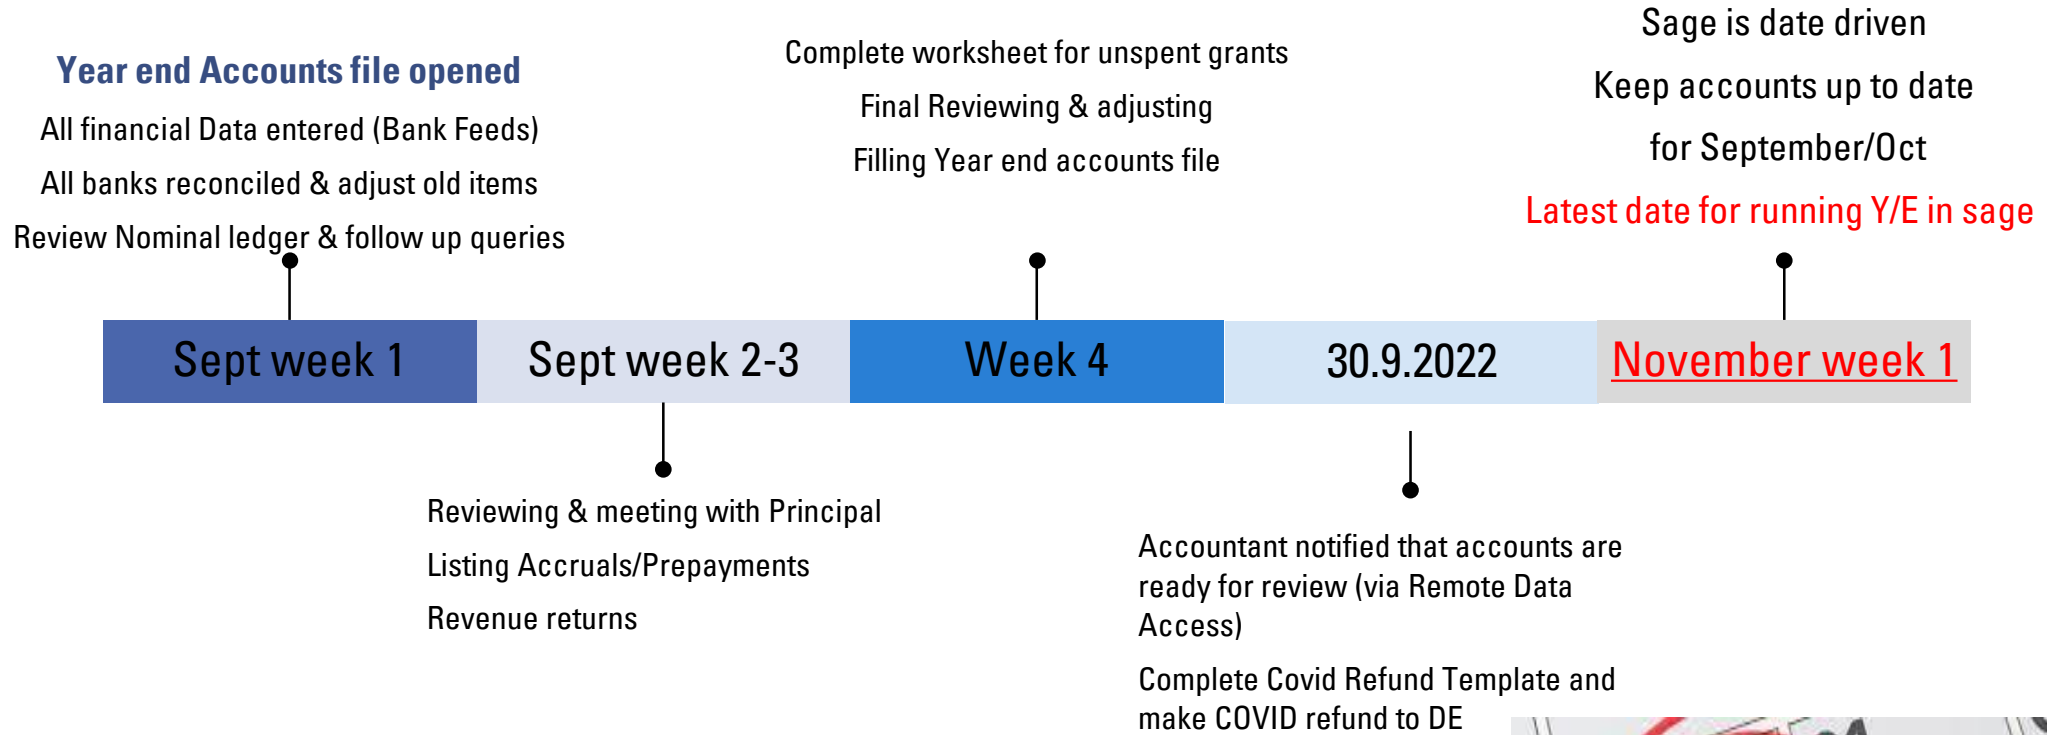 Year end Accounts file opened
All financial Data entered (Bank Feeds)
All banks reconciled & adjust old items
Review Nominal ledger & follow up queries
Complete worksheet for unspent grants
Final Reviewing & adjusting
Filling Year end accounts file
Sage is date driven
Keep accounts up to date
for September/Oct
Latest date for running Y/E in sage
Sept week 1
Sept week 2-3
Week 4
30.9.2022
November week 1
Reviewing & meeting with Principal
Listing Accruals/Prepayments
Revenue returns
Accountant notified that accounts are
ready for review (via Remote Data
Access)
Complete Covid Refund Template and
make COVID refund to DE